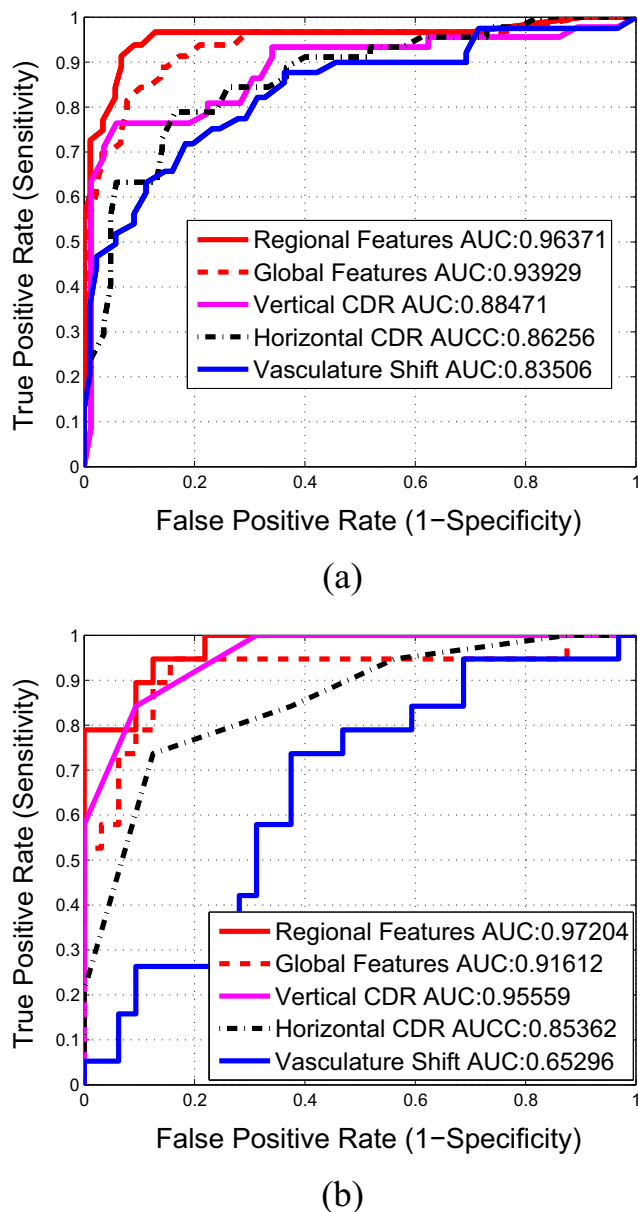 1
0.9
0.8
0.7
0.6
0.5
0.4
0.3
0.2
0.1
0
True Positive Rate (Sensitivity)
Regional Features AUC:0.96371
Global Features AUC:0.93929
Vertical CDR AUC:0.88471
Horizontal CDR AUCC:0.86256
Vasculature Shift AUC:0.83506
0 0.2 0.4 0.6 0.8 1
False Positive Rate (1−Specificity)
(a)
1
0.9
0.8
0.7
0.6
0.5
0.4
0.3
0.2
0.1
0
True Positive Rate (Sensitivity)
Regional Features AUC:0.97204
Global Features AUC:0.91612
Vertical CDR AUC:0.95559
Horizontal CDR AUCC:0.85362
Vasculature Shift AUC:0.65296
0 0.2 0.4 0.6 0.8 1
False Positive Rate (1−Specificity)
(b)